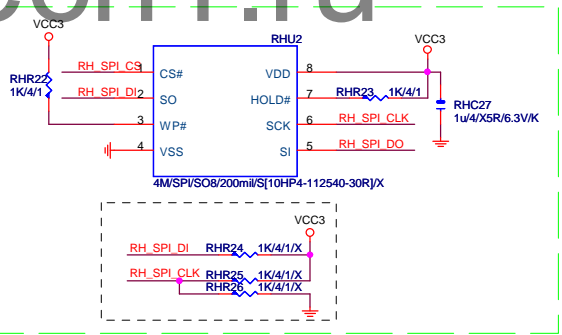 VCC3
RHU2
VCC3
RH_SPI_CS 1 CS# VDD 8
RHR22
1K/4/1
RH_SPI_DI 2 SO HOLD# 7 RHR23 1K/4/1
RHC27
1u/4/X5R/6.3V/K
3 WP# SCK 6 RH_SPI_CLK
4 VSS SI 5 RH_SPI_DO
4M/SPI/SO8/200mil/S[10HP4-112540-30R]/X
VCC3
RH_SPI_DI RHR24 1K/4/1/X
RH_SPI_CLK RHR25 1K/4/1/X
RHR26 1K/4/1/X